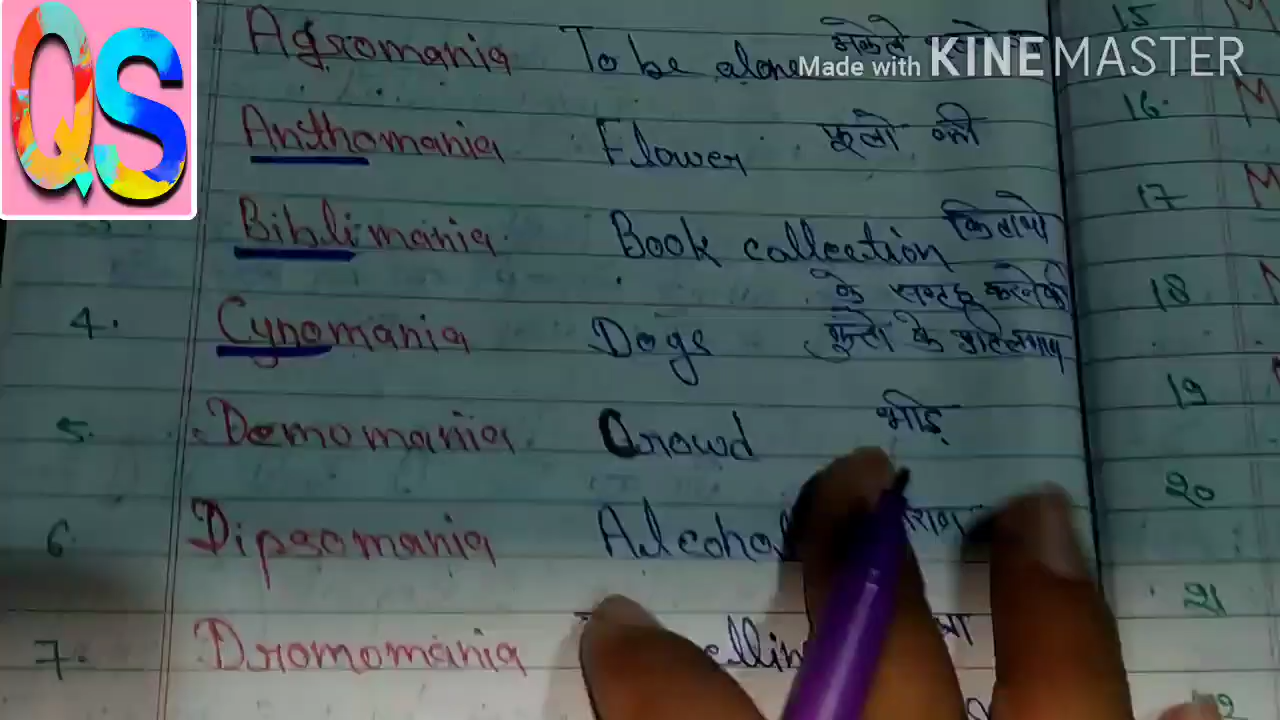 QS
Made with KINEMASTER
Agromania To be alone अकेले
Anthomania Flower फूलो की
Biblimania Book collection किताबो
के संग्रह करने की
4. Cynomania Dogs कुत्तो के प्रति लगाव
5. Demomania Crowd भीड़
6. Dipsomania Alcohol
7. Dromomania
15
16.
17
18
19
20
21